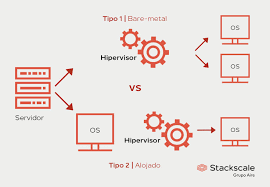 Tipo 1 | Bare-metal
OS
Hipervisor
OS
Servidor
VS
OS
Hipervisor
OS
Tipo 2 | Alojado
Stackscale
Grupo Aire